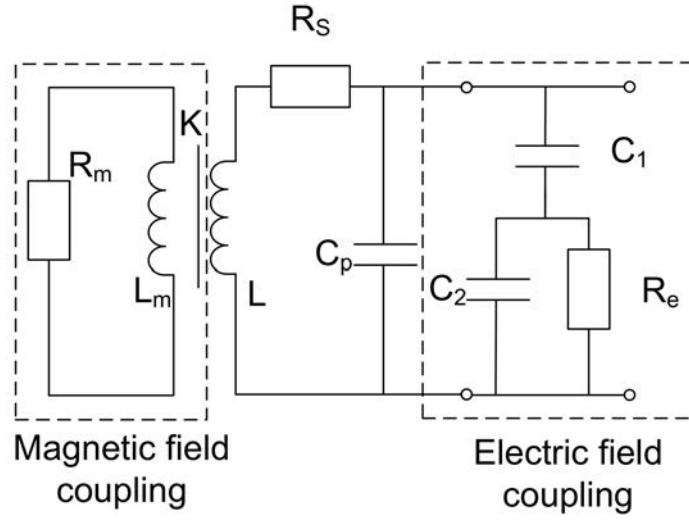 R_S
K
R_m
C_1
C_p
L_m
L
C_2
R_e
Magnetic field
coupling
Electric field
coupling